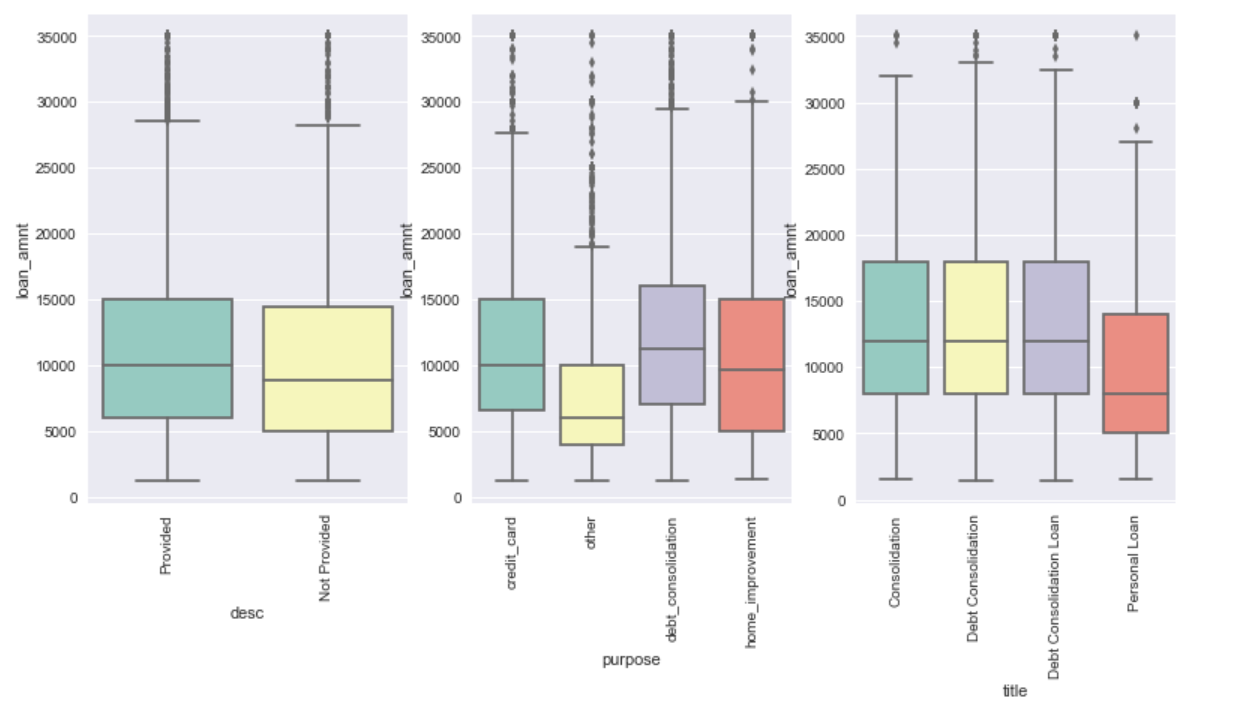 35000
30000
25000
20000
15000
10000
5000
0
loan_amnt
Provided
Not Provided
desc
35000
30000
25000
20000
15000
10000
5000
0
loan_amnt
credit_card
other
debt_consolidation
home_improvement
purpose
35000
30000
25000
20000
15000
10000
5000
0
loan_amnt
Consolidation
Debt Consolidation
Debt Consolidation Loan
Personal Loan
title